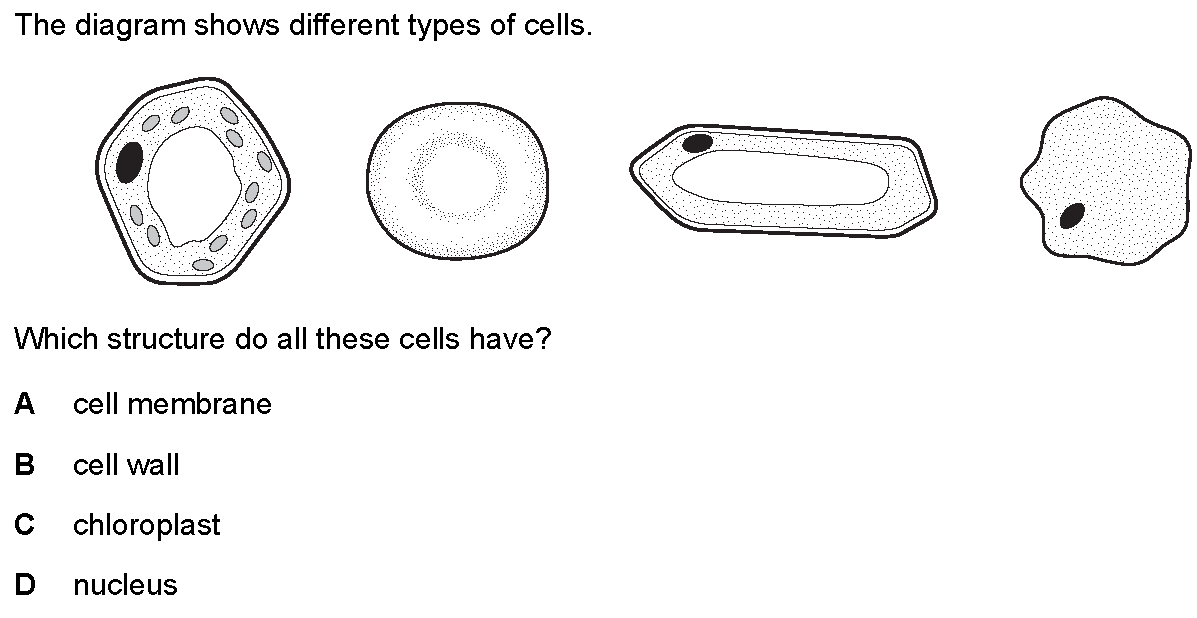 The diagram shows different types of cells.
Which structure do all these cells have?
A cell membrane
B cell wall
C chloroplast
D nucleus